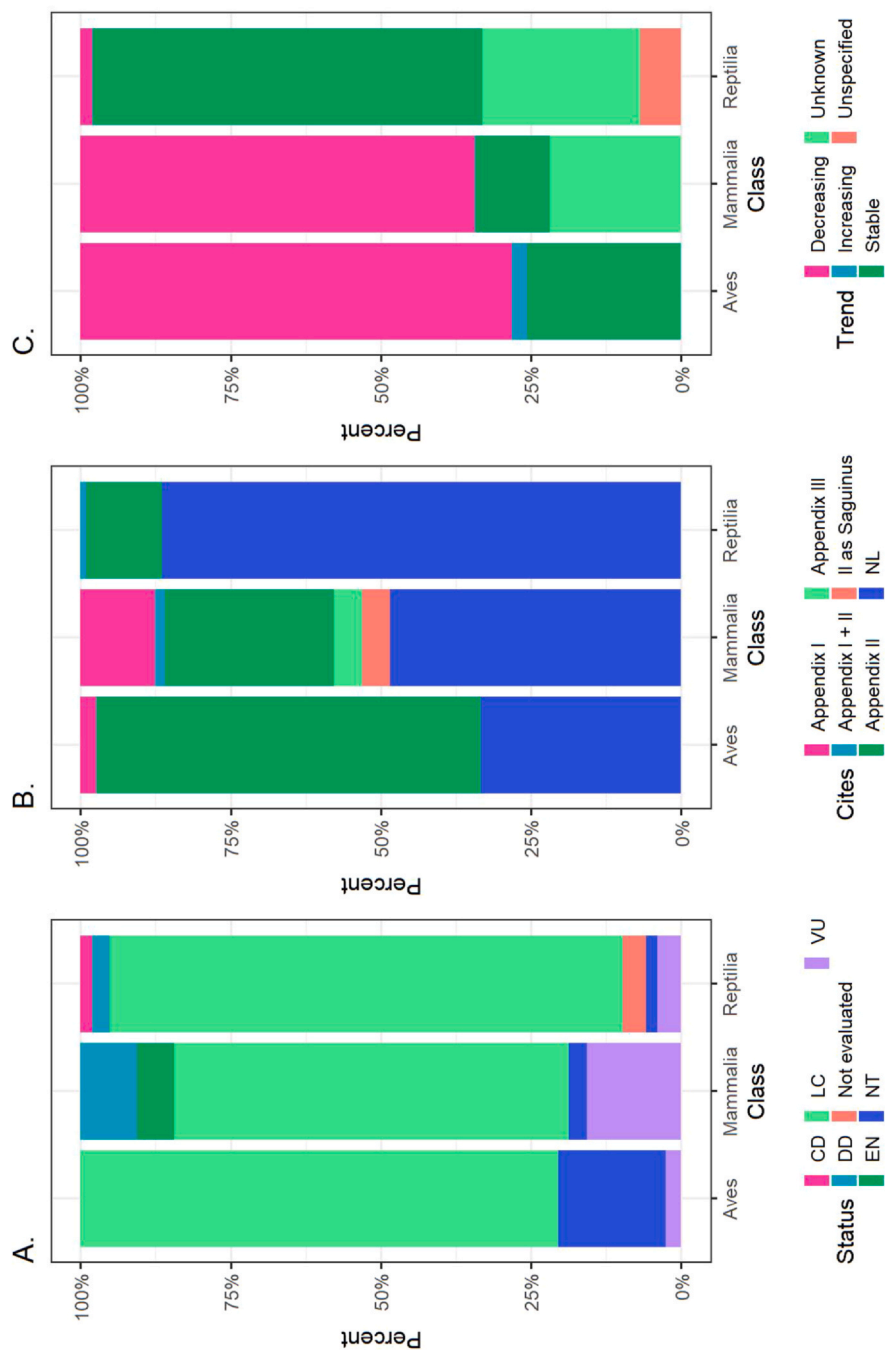 A.
Percent
100%
75%
50%
25%
0%
Aves
Mammalia
Reptilia
Class
Status
CD
LC
VU
DD
Not evaluated
EN
NT
B.
Percent
100%
75%
50%
25%
0%
Aves
Mammalia
Reptilia
Class
Cites
Appendix I
Appendix III
Appendix I + II
II as Saguinus
Appendix II
NL
C.
Percent
100%
75%
50%
25%
0%
Aves
Mammalia
Reptilia
Class
Trend
Decreasing
Unknown
Increasing
Unspecified
Stable